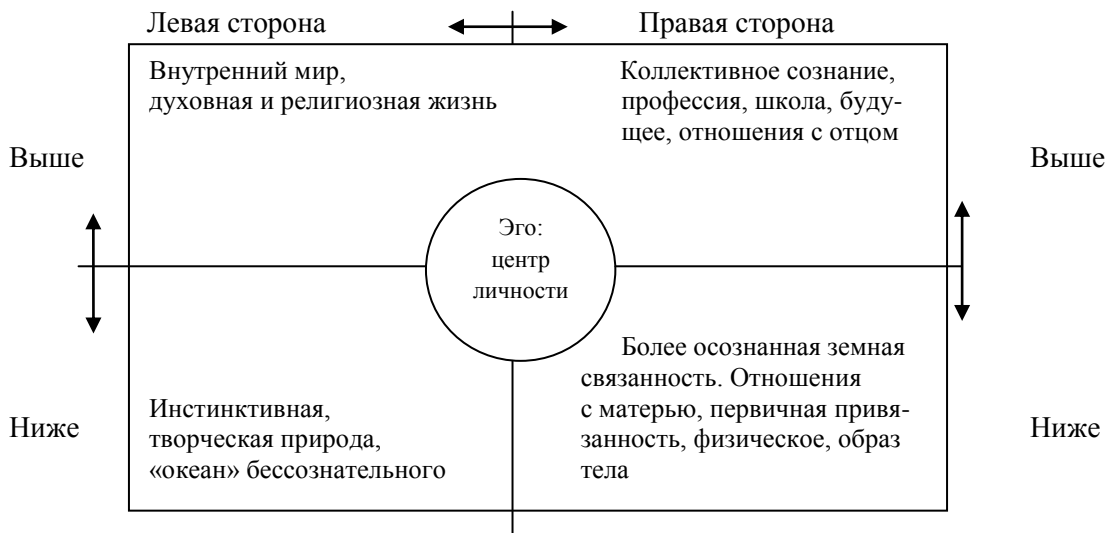 Левая сторона
Правая сторона
Внутренний мир,
духовная и религиозная жизнь
Коллективное сознание,
профессия, школа, буду-
щее, отношения с отцом
Выше
Выше
Эго:
центр
личности
Более осознанная земная
связанность. Отношения
с матерью, первичная привя-
занность, физическое, образ
тела
Инстинктивная,
творческая природа,
«океан» бессознательного
Ниже
Ниже